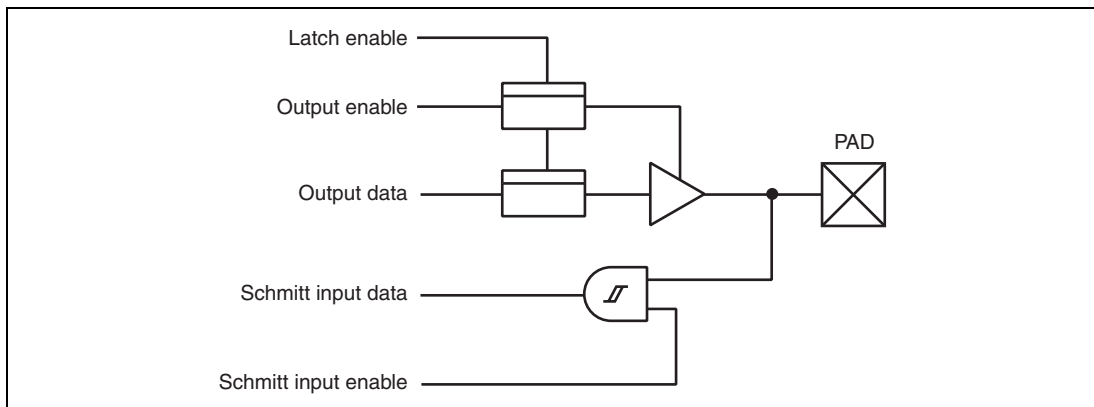 Latch enable
Output enable
PAD
Output data
Schmitt input data
Schmitt input enable